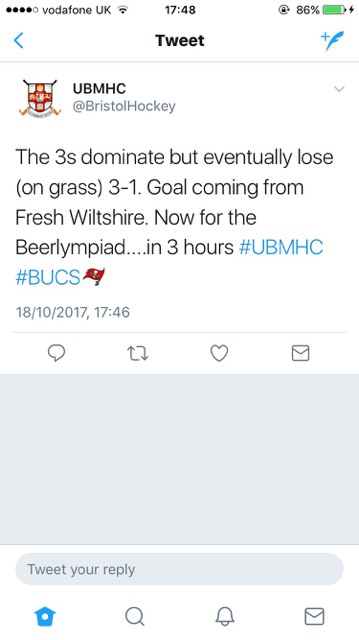 vodafone UK 17:48 86%
Tweet
UBMHC
@BristolHockey
The 3s dominate but eventually lose
(on grass) 3-1. Goal coming from
Fresh Wiltshire. Now for the
Beerlympiad....in 3 hours #UBMHC
#BUCS
18/10/2017, 17:46
Tweet your reply